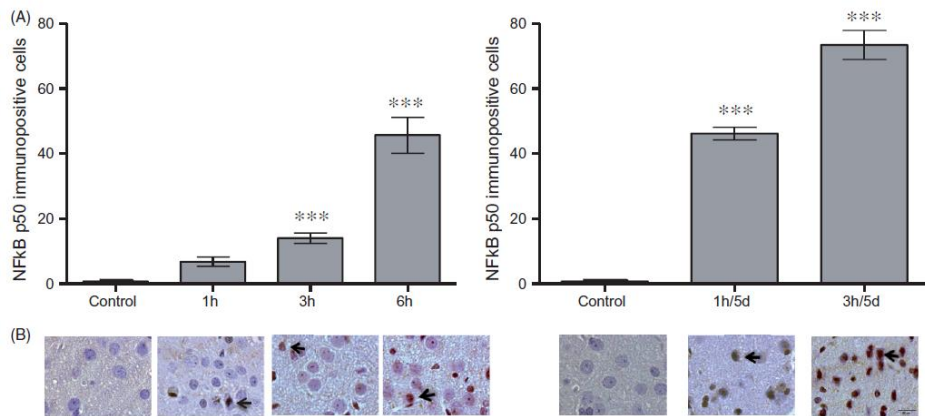 (A)
NFkB p50 immunopositive cells
80
60
40
20
0
***
***
Control 1h 3h 6h
NFkB p50 immunopositive cells
80
60
40
20
0
***
***
Control 1h/5d 3h/5d
(B)